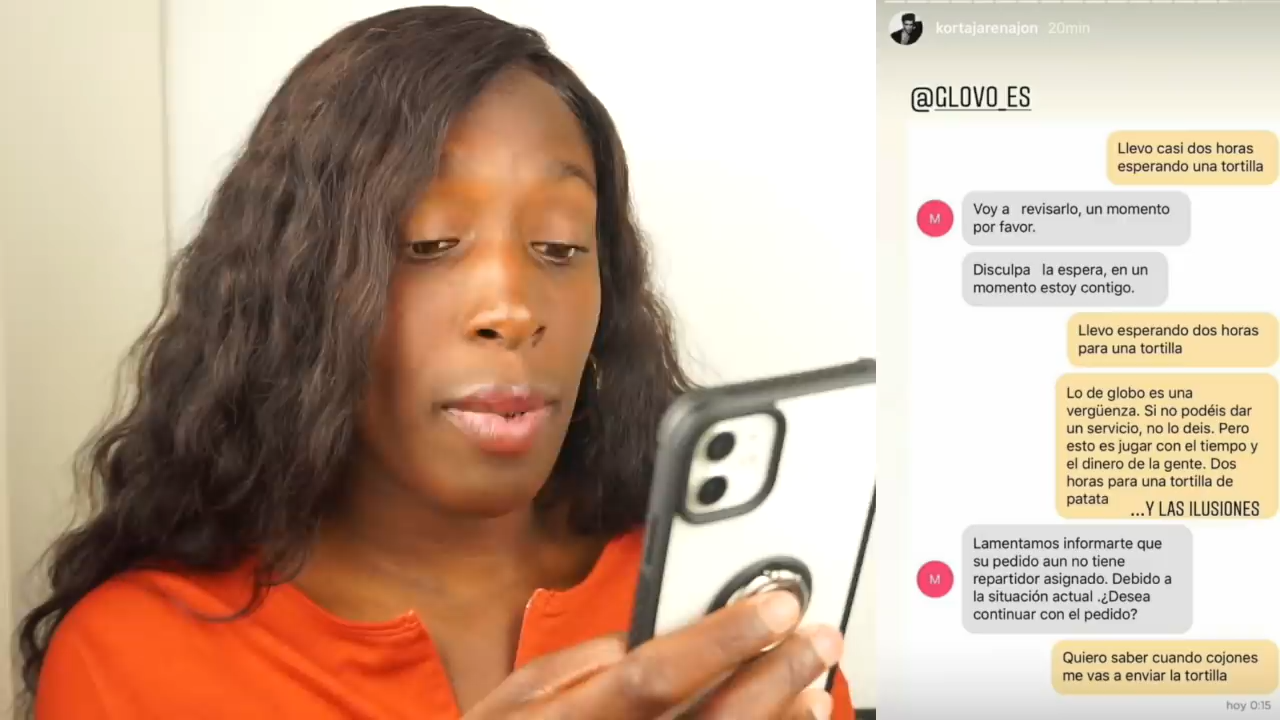 kortajarenajon 20min
@GLOVO_ES
Llevo casi dos horas
esperando una tortilla
M
Voy a revisarlo, un momento
por favor.
Disculpa la espera, en un
momento estoy contigo.
Llevo esperando dos horas
para una tortilla
Lo de globo es una
vergüenza. Si no podéis dar
un servicio, no lo deis. Pero
esto es jugar con el tiempo y
el dinero de la gente. Dos
horas para una tortilla de
patata
...Y LAS ILUSIONES
Lamentamos informarte que
su pedido aun no tiene
repartidor asignado. Debido a
la situación actual .¿Desea
continuar con el pedido?
M
Quiero saber cuando cojones
me vas a enviar la tortilla
hoy 0:15